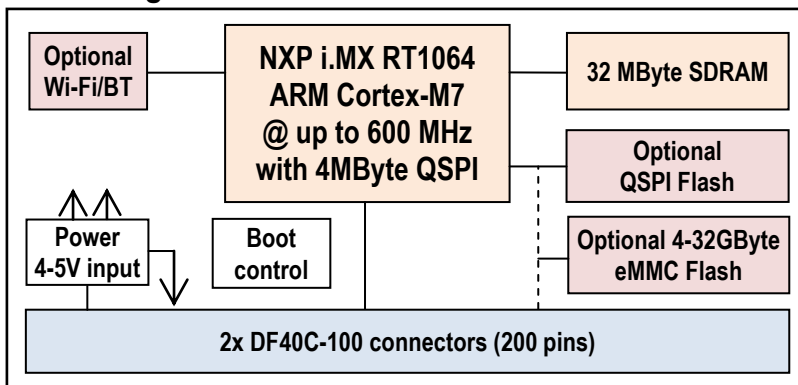 Optional
Wi-Fi/BT
NXP i.MX RT1064
ARM Cortex-M7
@ up to 600 MHz
with 4MByte QSPI
32 MByte SDRAM
Optional
QSPI Flash
Power
4-5V input
Boot
control
Optional 4-32GByte
eMMC Flash
2x DF40C-100 connectors (200 pins)